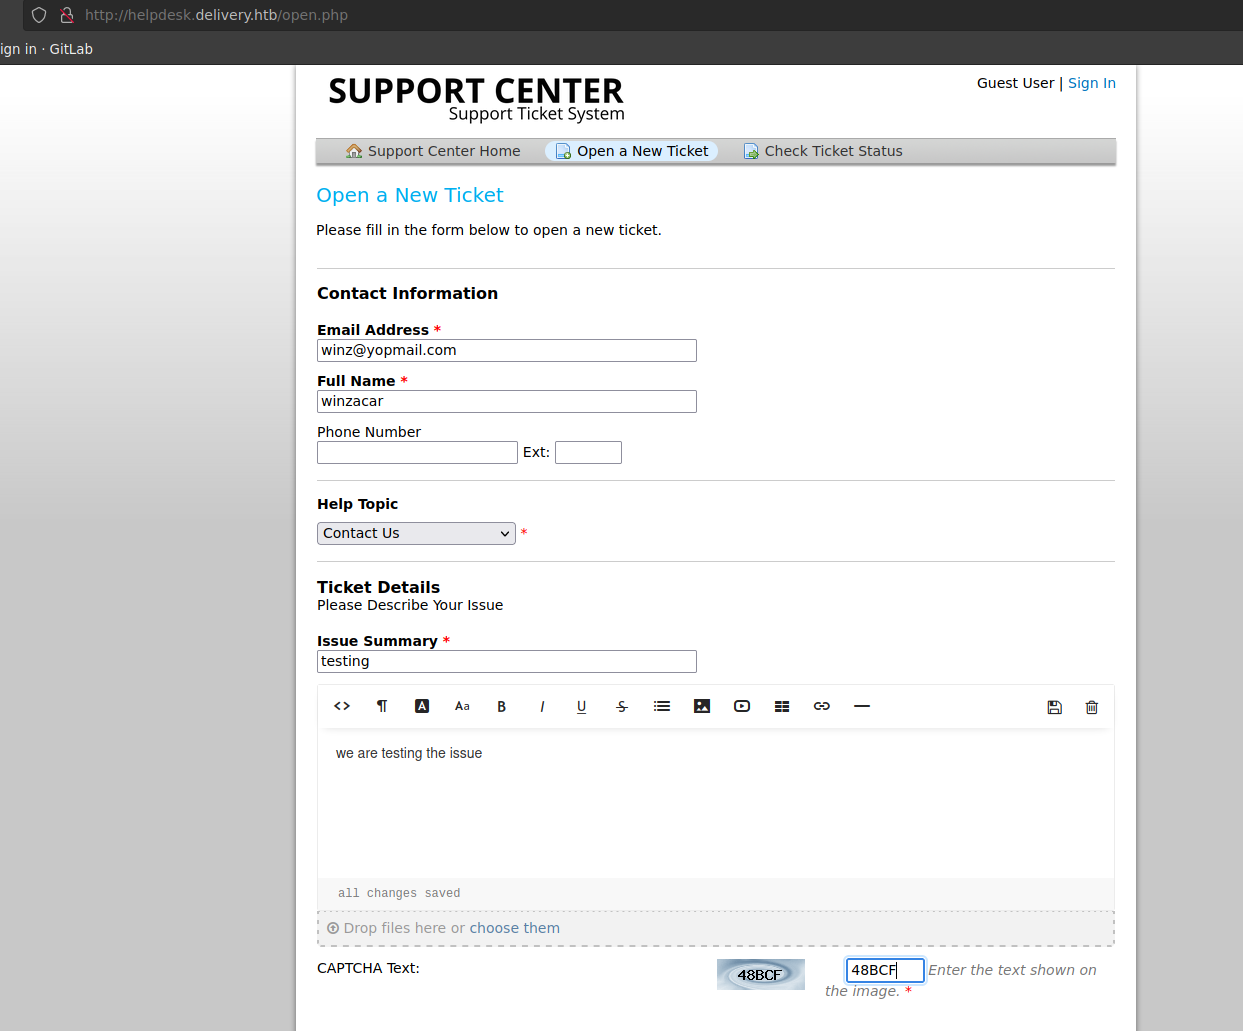 http://helpdesk.delivery.htb/open.php
ign in · GitLab
SUPPORT CENTER
Support Ticket System
Guest User | Sign In
Support Center Home Open a New Ticket Check Ticket Status
Open a New Ticket
Please fill in the form below to open a new ticket.
Contact Information
Email Address *
winz@yopmail.com
Full Name *
winzacar
Phone Number
Ext:
Help Topic
Contact Us *
Ticket Details
Please Describe Your Issue
Issue Summary *
testing
<> ¶ A Aa B I U S
we are testing the issue
all changes saved
Drop files here or choose them
CAPTCHA Text: 48BCF 48BCF Enter the text shown on
the image. *